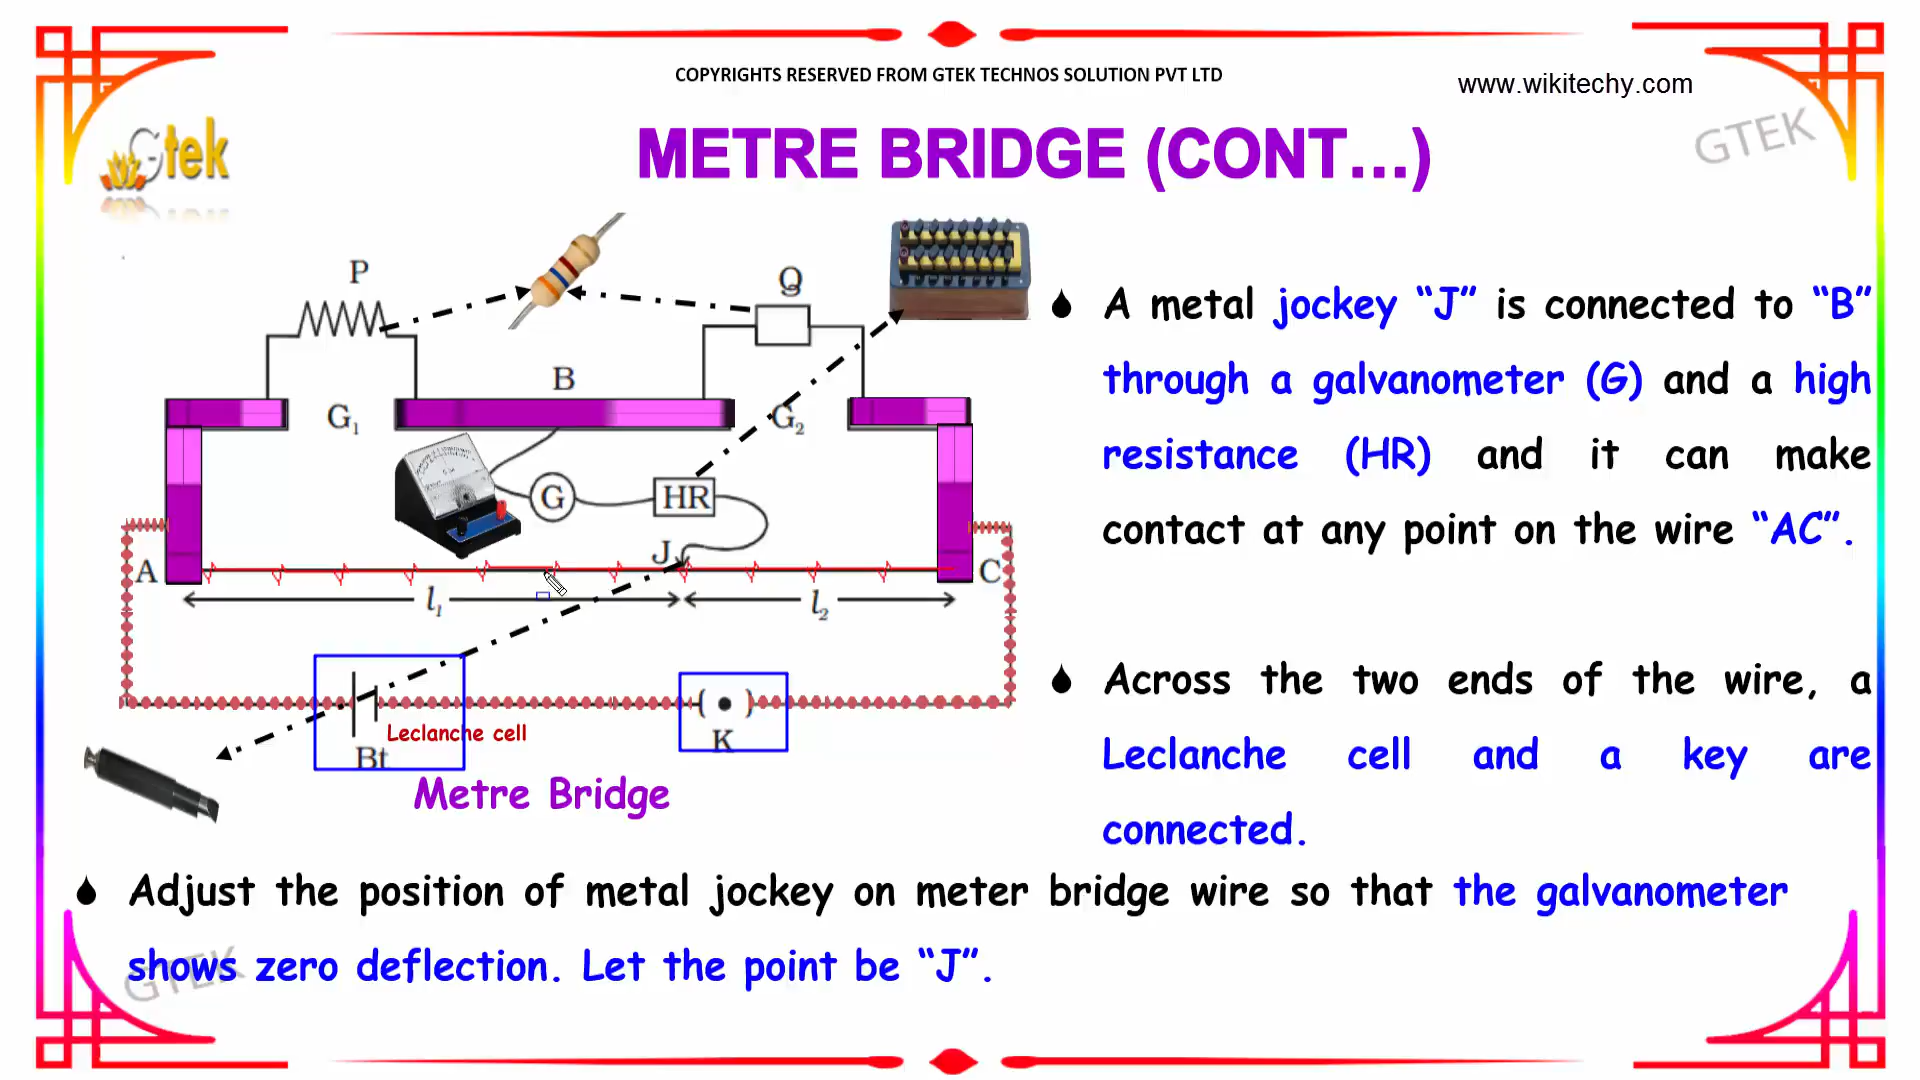 COPYRIGHTS RESERVED FROM GTEK TECHNOS SOLUTION PVT LTD
www.wikitechy.com
Gtek
GTEK
METRE BRIDGE (CONT...)
P
Q
B
G₁
G₂
G
HR
J
A
C
l₁
l₂
Leclanche cell
Bt
K
Metre Bridge
A metal jockey “J” is connected to “B”
through a galvanometer (G) and a high
resistance (HR) and it can make
contact at any point on the wire “AC”.
Across the two ends of the wire, a
Leclanche cell and a key are
connected.
Adjust the position of metal jockey on meter bridge wire so that the galvanometer
shows zero deflection. Let the point be “J”.
GTEK